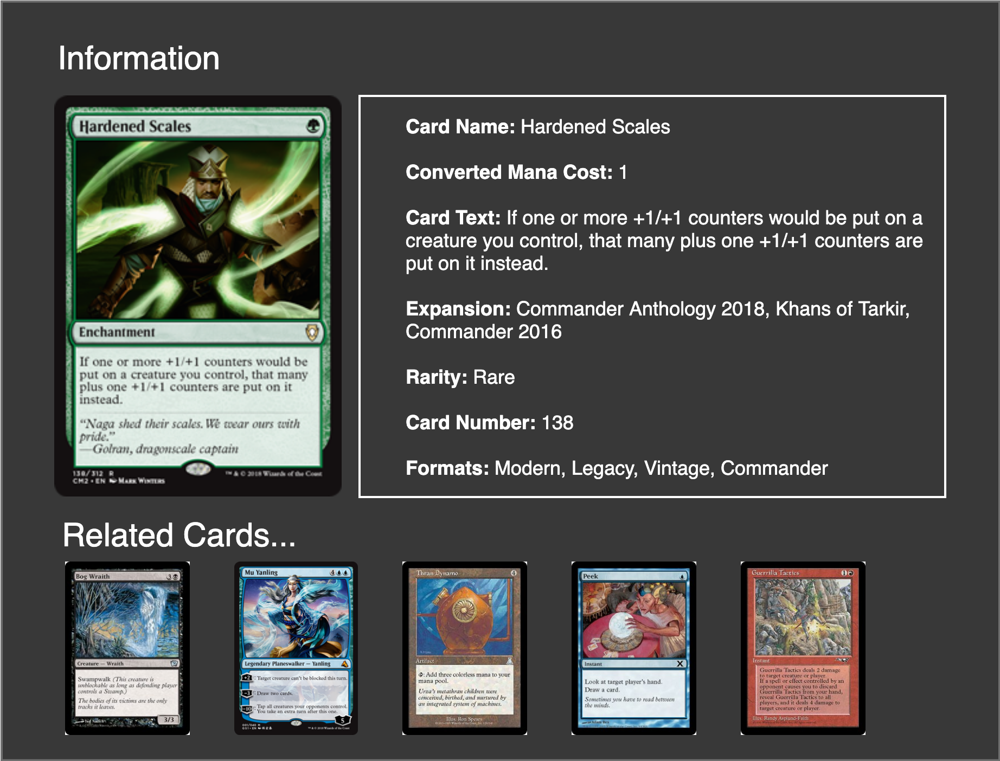 Information
Hardened Scales
Enchantment
If one or more +1/+1 counters would be
put on a creature you control, that many
plus one +1/+1 counters are put on it
instead.
“Naga shed their scales. We wear ours with
pride.”
—Golran, dragonscale captain
138/312 R
CM2 • EN MARK WINTERS
™ & © 2018 Wizards of the Coast
Card Name: Hardened Scales
Converted Mana Cost: 1
Card Text: If one or more +1/+1 counters would be put on a
creature you control, that many plus one +1/+1 counters are
put on it instead.
Expansion: Commander Anthology 2018, Khans of Tarkir,
Commander 2016
Rarity: Rare
Card Number: 138
Formats: Modern, Legacy, Vintage, Commander
Related Cards...
Bog Wraith 3
Creature — Wraith
Swampwalk (This creature is
unblockable as long as defending player
controls a Swamp.)
The bodies of its victims are the only
tracks it leaves.
3/3
Mu Yanling 4
Legendary Planeswalker — Yanling
+2: Target creature can't be blocked this turn.
−3: Draw two cards.
−10: Tap all creatures your opponents control.
You take an extra turn after this one.
5
001/040 M
GS1 • EN
™ & © 2018 Wizards of the Coast
Thran Dynamo 4
Artifact
: Add three colorless mana to your
mana pool.
Urza's metathran children were
conceived, birthed, and nurtured by
an integrated system of machines.
Illus. Ron Spears
Peek
Instant
Look at target player's hand.
Draw a card.
Sometimes you have to read between
the minds.
Adam Rex
Guerrilla Tactics 1
Instant
Guerrilla Tactics deals 2 damage
to target creature or player.
If a spell or effect controlled by an
opponent causes you to discard
Guerrilla Tactics from your hand,
reveal Guerrilla Tactics to all
players, and it deals 4 damage to
target creature or player.
Illus. Randy Asplund-Faith